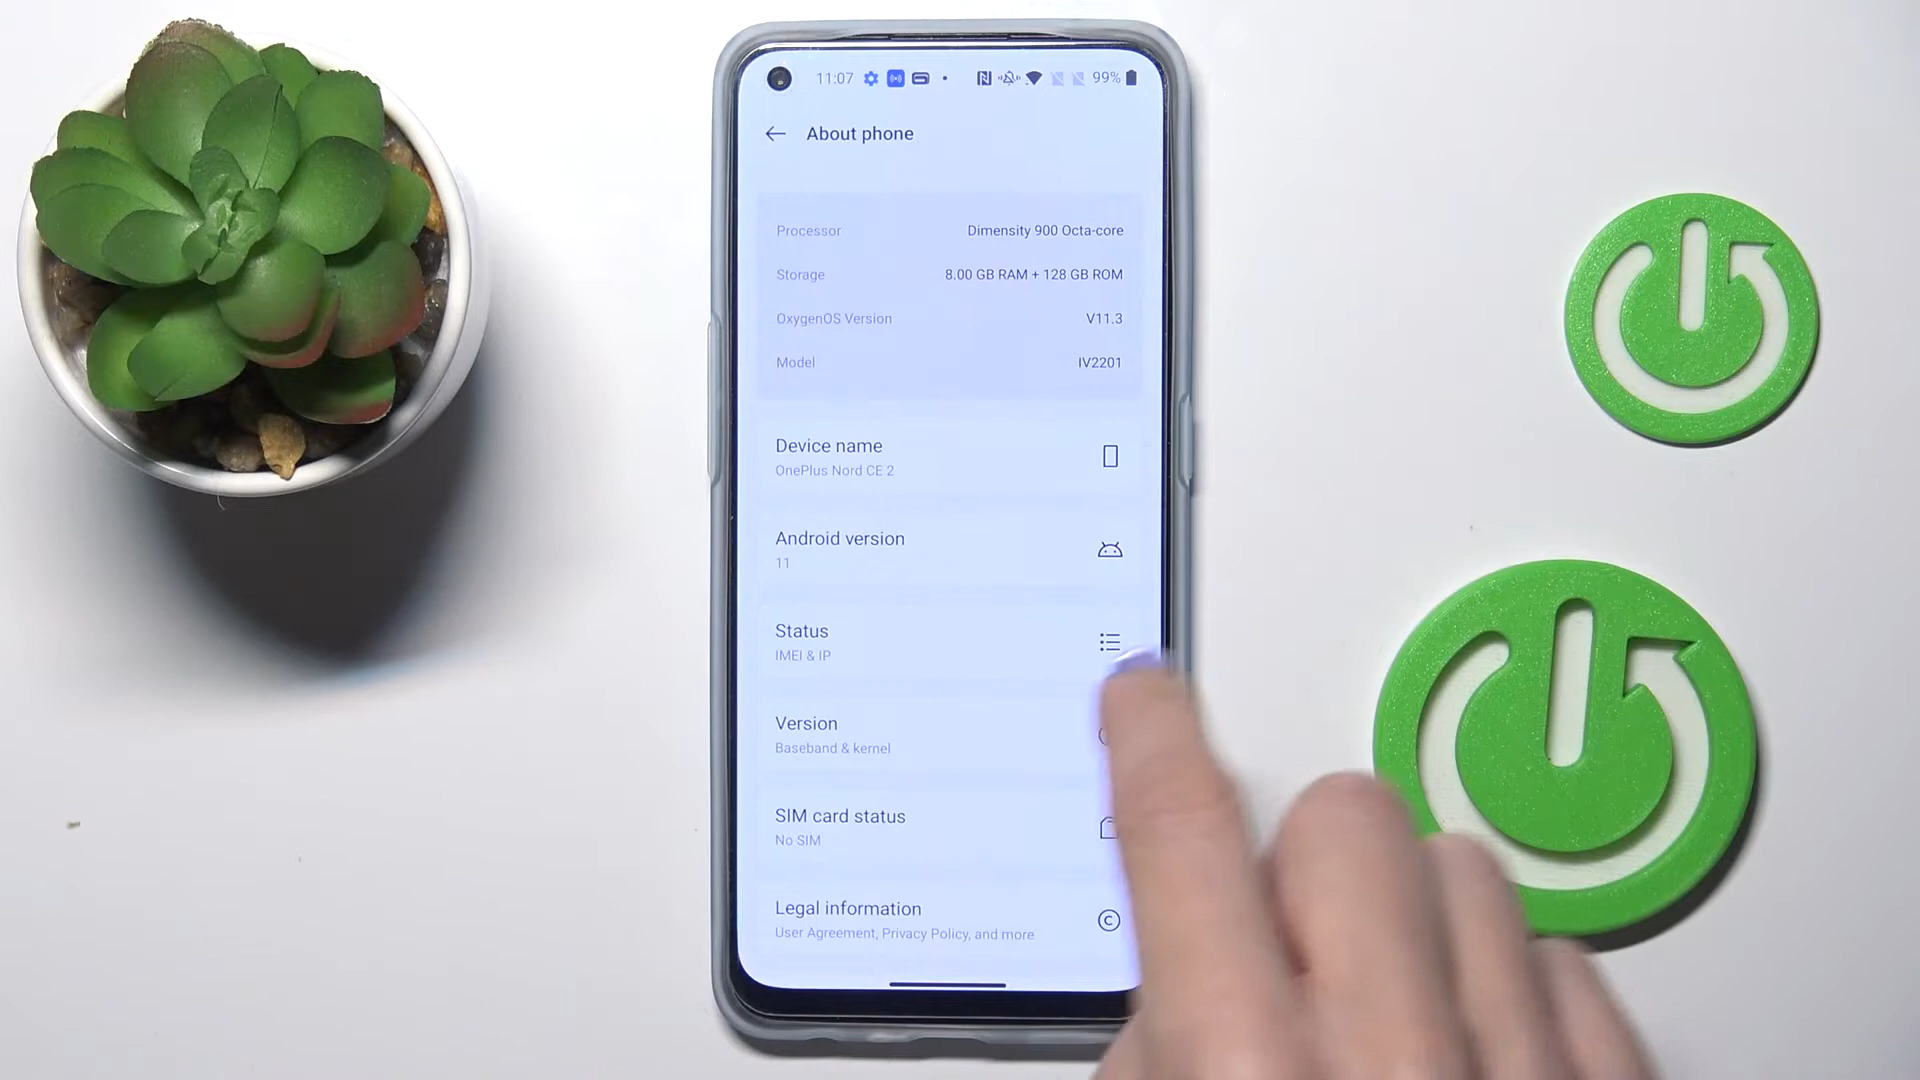 11:07 99%
About phone
Processor Dimensity 900 Octa-core
Storage 8.00 GB RAM + 128 GB ROM
OxygenOS Version V11.3
Model IV2201
Device name
OnePlus Nord CE 2
Android version
11
Status
IMEI & IP
Version
Baseband & kernel
SIM card status
No SIM
Legal information
User Agreement, Privacy Policy, and more